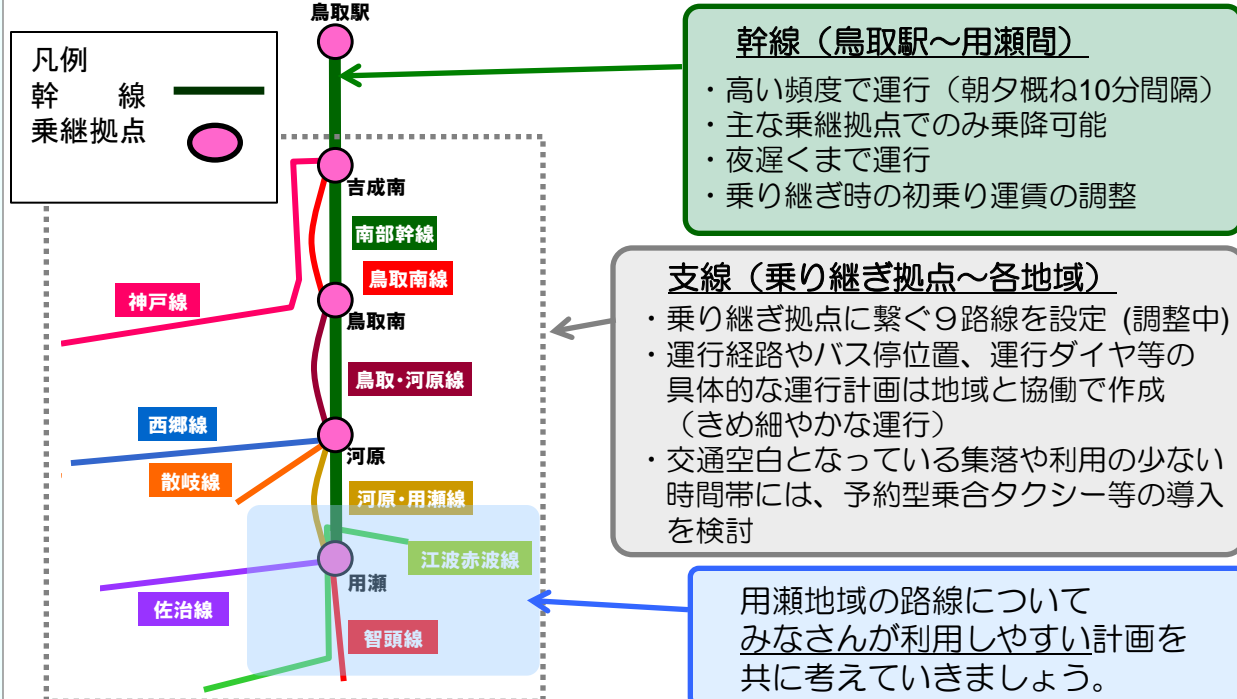 鳥取駅
凡例
幹　　線
乗継拠点
吉成南
南部幹線
鳥取南線
神戸線
鳥取南
鳥取・河原線
西郷線
河原
散岐線
河原・用瀬線
江波赤波線
用瀬
佐治線
智頭線
幹線（鳥取駅～用瀬間）
・高い頻度で運行（朝夕概ね10分間隔）
・主な乗継拠点でのみ乗降可能
・夜遅くまで運行
・乗り継ぎ時の初乗り運賃の調整
支線（乗り継ぎ拠点～各地域）
・乗り継ぎ拠点に繋ぐ９路線を設定 (調整中)
・運行経路やバス停位置、運行ダイヤ等の
具体的な運行計画は地域と協働で作成
（きめ細やかな運行）
・交通空白となっている集落や利用の少ない
時間帯には、予約型乗合タクシー等の導入
を検討
用瀬地域の路線について
みなさんが利用しやすい計画を
共に考えていきましょう。